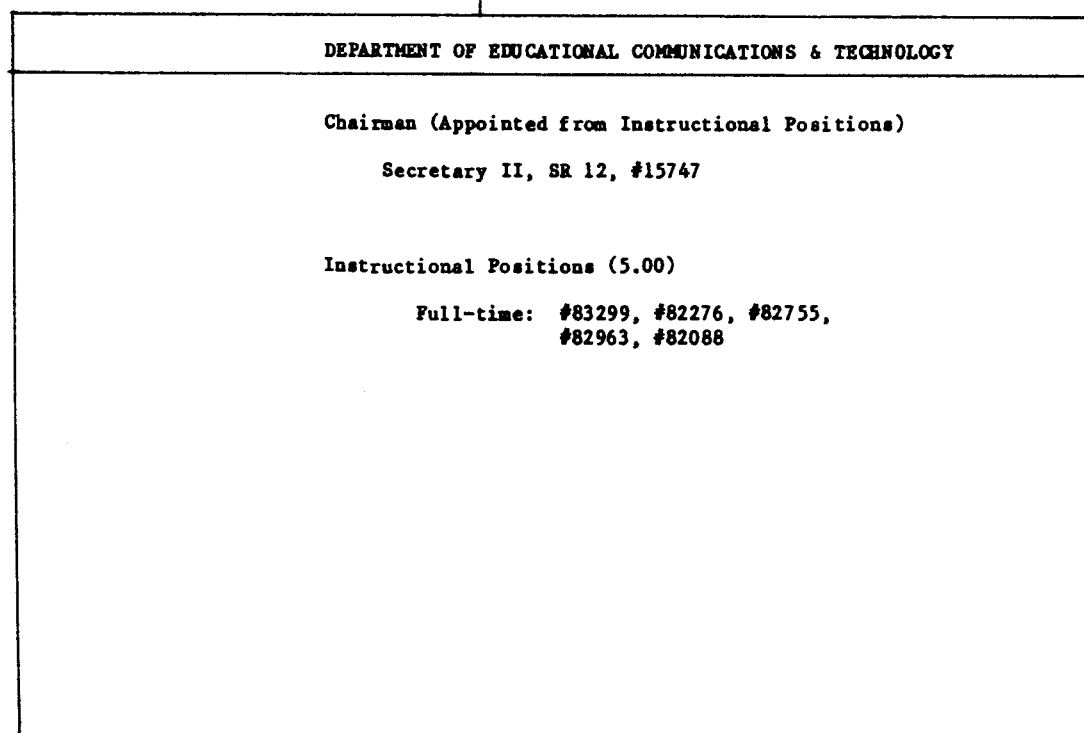 DEPARTMENT OF EDUCATIONAL COMMUNICATIONS & TECHNOLOGY
Chairman (Appointed from Instructional Positions)
Secretary II, SR 12, #15747
Instructional Positions (5.00)
Full-time: #83299, #82276, #82755,
#82963, #82088